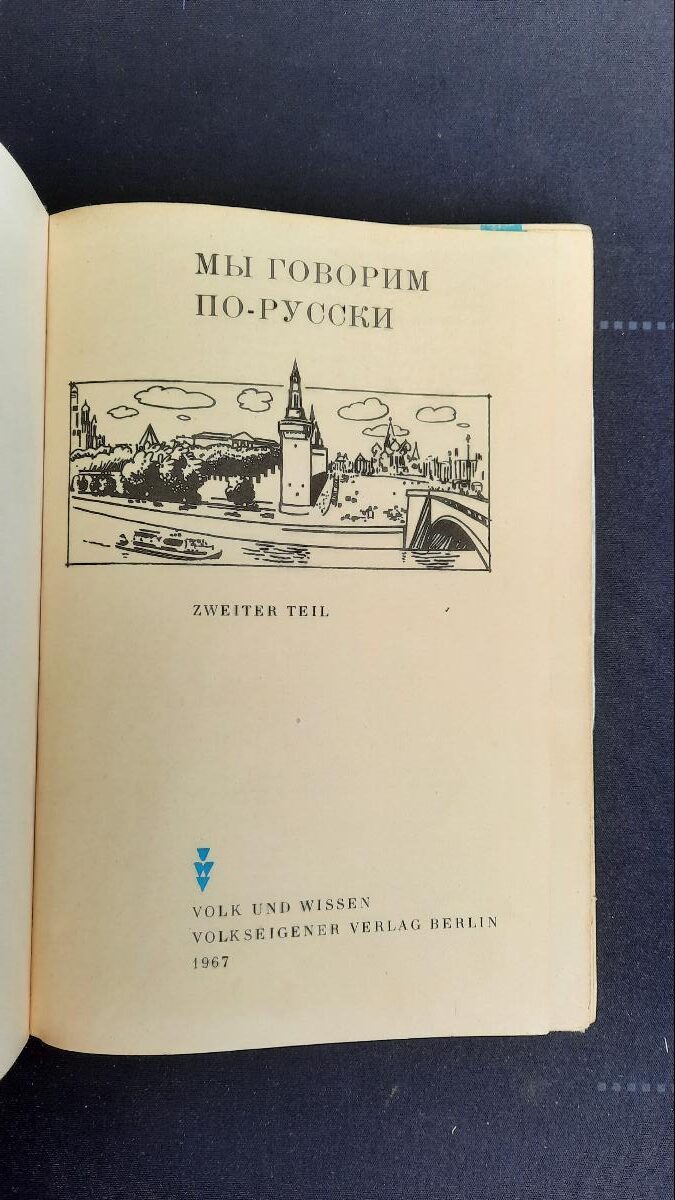 МЫ ГОВОРИМ
ПО-РУССКИ
ZWEITER TEIL
VOLK UND WISSEN
VOLKSEIGENER VERLAG BERLIN
1967